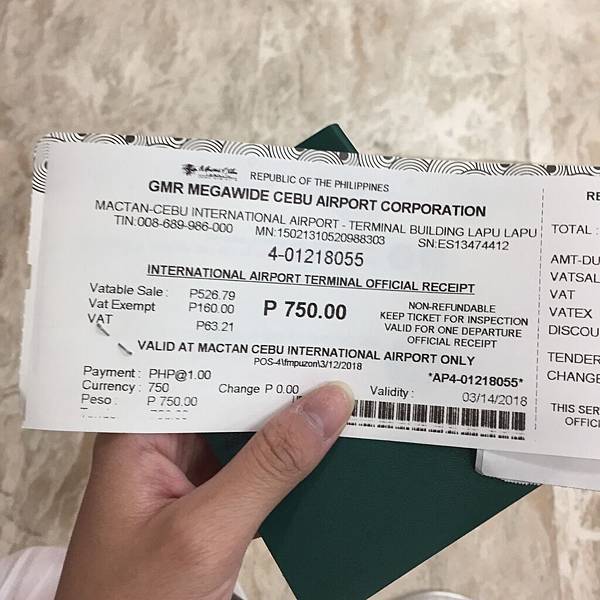 REPUBLIC OF THE PHILIPPINES
GMR MEGAWIDE CEBU AIRPORT CORPORATION
MACTAN-CEBU INTERNATIONAL AIRPORT - TERMINAL BUILDING LAPU LAPU
TIN:008-689-986-000 MN:15021310520988303 SN:ES13474412
4-01218055
INTERNATIONAL AIRPORT TERMINAL OFFICIAL RECEIPT
Vatable Sale : P526.79
Vat Exempt P160.00
VAT P63.21
P 750.00
NON-REFUNDABLE
KEEP TICKET FOR INSPECTION
VALID FOR ONE DEPARTURE
OFFICIAL RECEIPT
VALID AT MACTAN CEBU INTERNATIONAL AIRPORT ONLY
POS-4\fmpuzon\3/12/2018
Payment : PHP@1.00
Currency : 750
Peso : P 750.00
Change P 0.00
*AP4-01218055*
Validity : 03/14/2018
RE
TOTAL :
AMT-DU
VATSAL
VAT
VATEX
DISCOU
TENDER
CHANGE
THIS SER
OFFIC